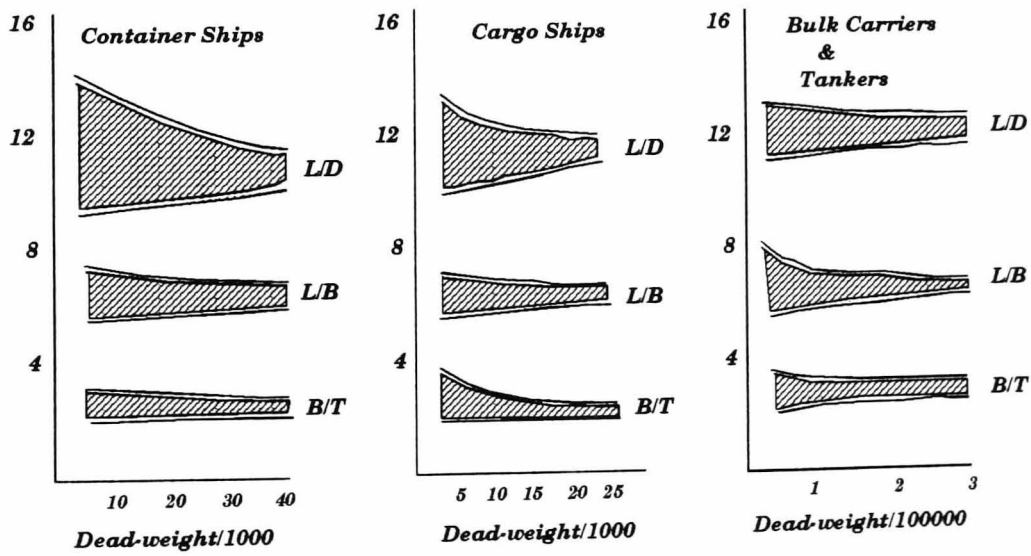 16
Container Ships
12
L/D
8
L/B
4
B/T
10 20 30 40
Dead-weight/1000
16
Cargo Ships
12
L/D
8
L/B
4
B/T
5 10 15 20 25
Dead-weight/1000
16
Bulk Carriers
&
Tankers
12
L/D
8
L/B
4
B/T
1 2 3
Dead-weight/100000